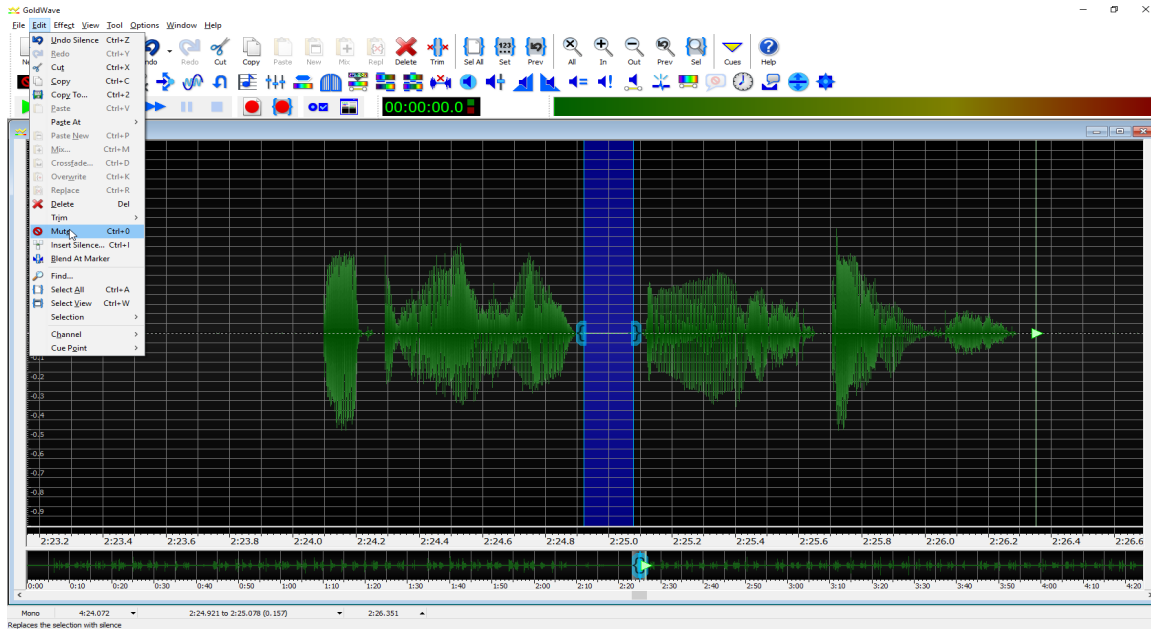 GoldWave
File Edit Effect View Tool Options Window Help
Undo Silence Ctrl+Z
Redo Ctrl+Y
Cut Ctrl+X
Copy Ctrl+C
Copy To... Ctrl+2
Paste Ctrl+V
Paste At
Paste New Ctrl+P
Mix... Ctrl+M
Crossfade... Ctrl+D
Overwrite Ctrl+K
Replace Ctrl+R
Delete Del
Trim
Mute Ctrl+0
Insert Silence... Ctrl+I
Blend At Marker
Find...
Select All Ctrl+A
Select View Ctrl+W
Selection
Channel
Cue Point
Redo Cut Copy Paste New Mix Repl Delete Trim Sel All Set Prev All In Out Prev Sel Cues Help
00:00:00.0
-0.1
-0.2
-0.3
-0.4
-0.5
-0.6
-0.7
-0.8
-0.9
2:23.2 2:23.4 2:23.6 2:23.8 2:24.0 2:24.2 2:24.4 2:24.6 2:24.8 2:25.0 2:25.2 2:25.4 2:25.6 2:25.8 2:26.0 2:26.2 2:26.4 2:26.6
0:00 0:10 0:20 0:30 0:40 0:50 1:00 1:10 1:20 1:30 1:40 1:50 2:00 2:10 2:20 2:30 2:40 2:50 3:00 3:10 3:20 3:30 3:40 3:50 4:00 4:10 4:20
Mono 4:24.072 2:24.921 to 2:25.078 (0.157) 2:26.351
Replaces the selection with silence